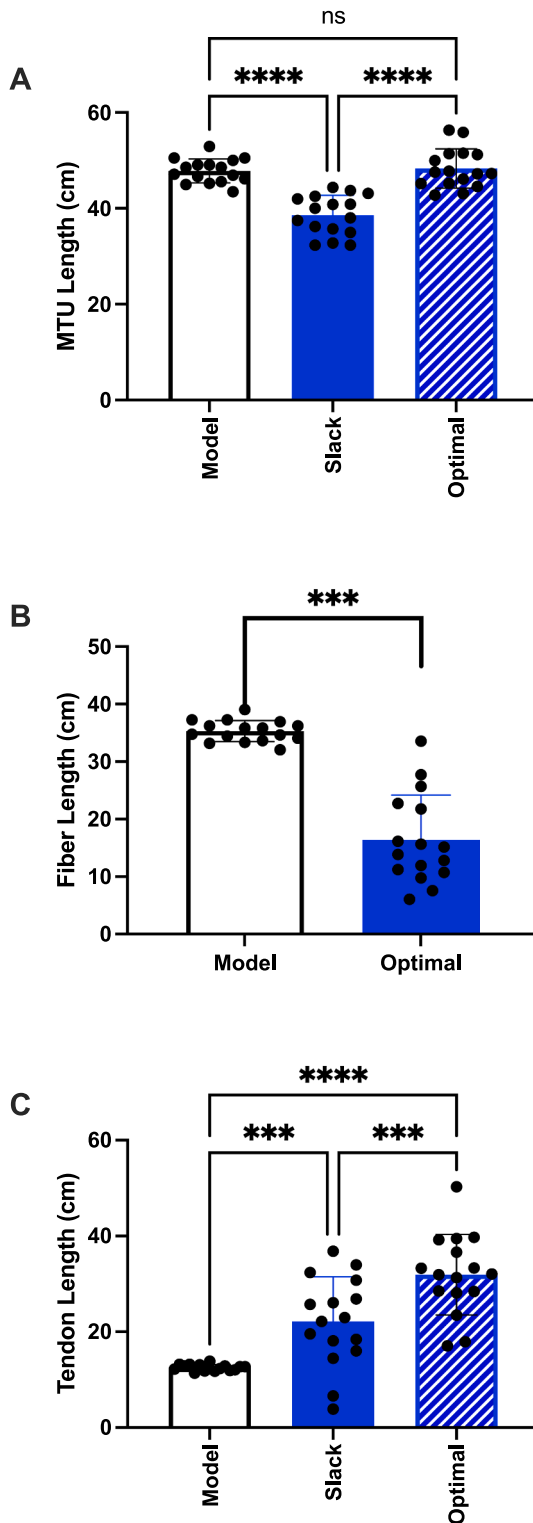 ns
A
**** ****
60
40
20
0
MTU Length (cm)
Model
Slack
Optimal
B
***
50
40
30
20
10
0
Fiber Length (cm)
Model Optimal
C
****
*** ***
60
40
20
0
Tendon Length (cm)
Model
Slack
Optimal